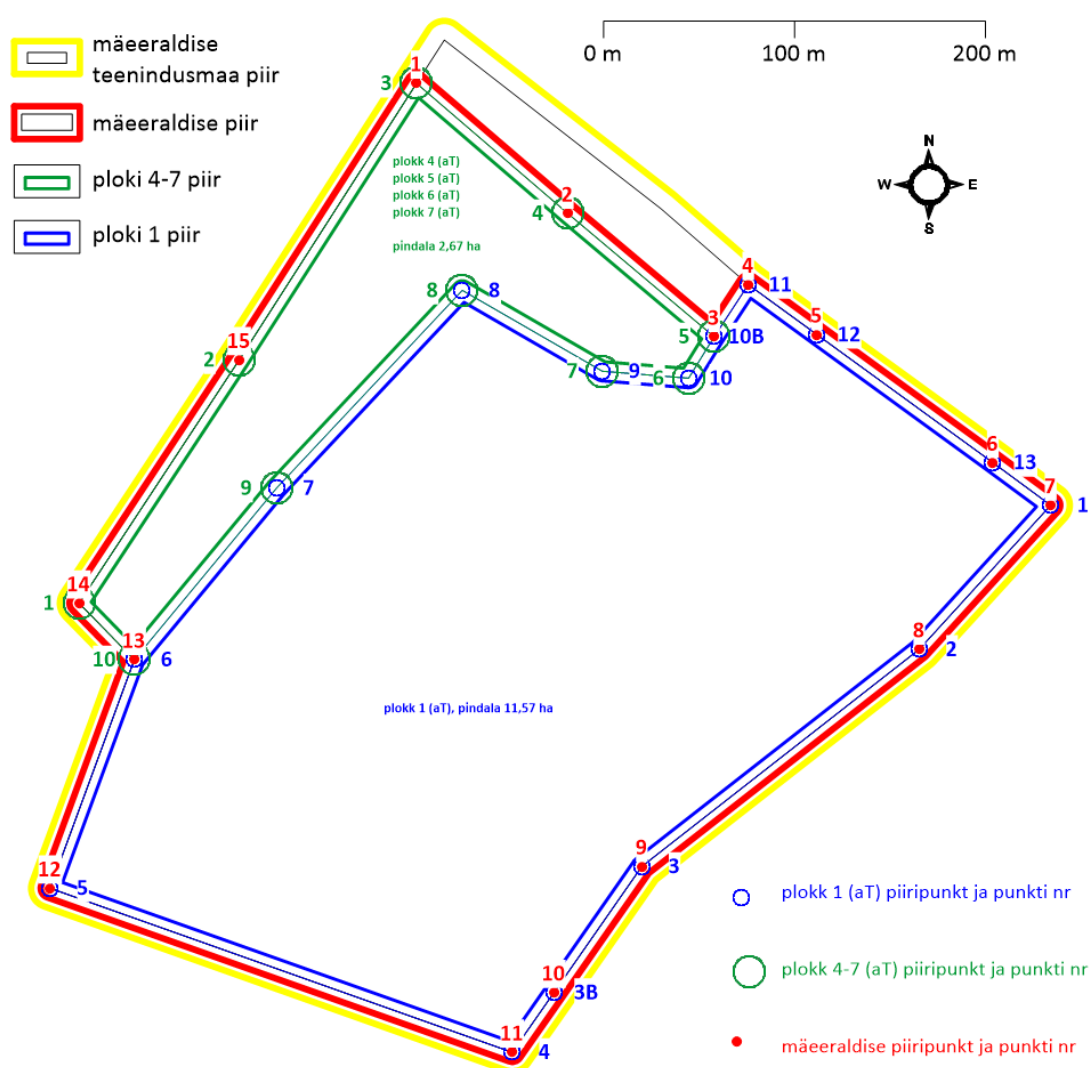 mäeeraldise
teenindusmaa piir
mäeeraldise piir
ploki 4-7 piir
ploki 1 piir
0 m 100 m 200 m
N
W E
S
1
3
plokk 4 (aT)
plokk 5 (aT)
plokk 6 (aT)
plokk 7 (aT)
pindala 2,67 ha
2
4
4
11
3
5 10B
5
12
8 8
7 9 6 10
15
2
6
13
7
1
9 7
14
1
13
10 6
8
2
plokk 1 (aT), pindala 11,57 ha
9
3
12
5
10
3B
11
4
plokk 1 (aT) piiripunkt ja punkti nr
plokk 4-7 (aT) piiripunkt ja punkti nr
mäeeraldise piiripunkt ja punkti nr